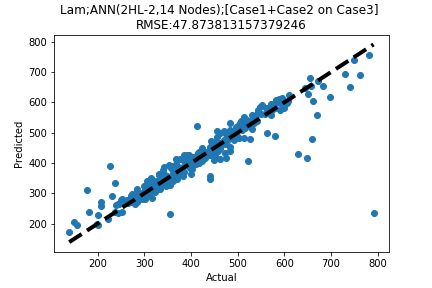 Lam;ANN(2HL-2,14 Nodes);[Case1+Case2 on Case3]
RMSE:47.873813157379246
800
700
600
500
400
300
200
Predicted
200 300 400 500 600 700 800
Actual